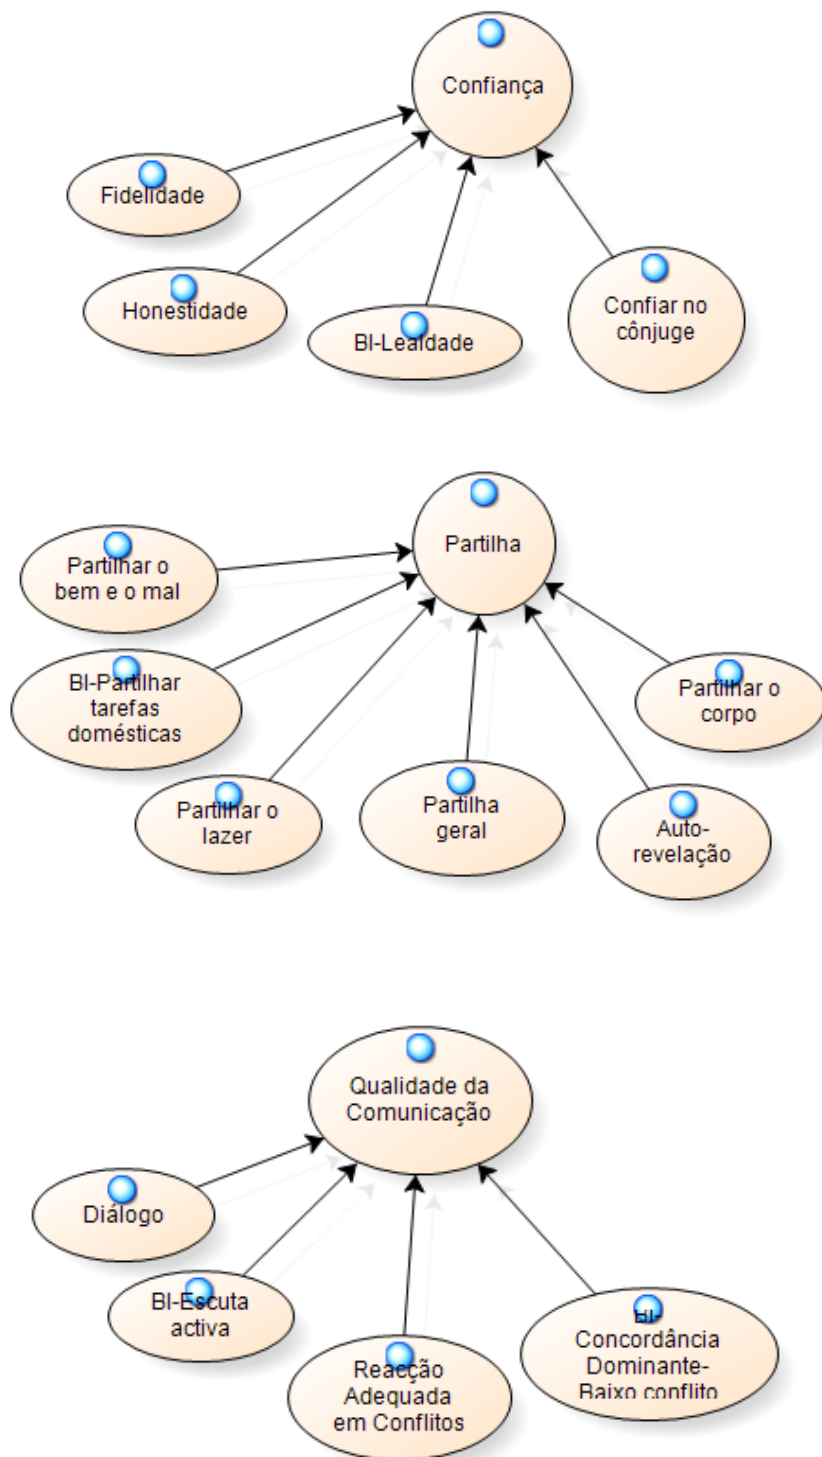 Confiança
Fidelidade
Honestidade
BI-Lealdade
Confiar no
cônjuge
Partilha
Partilhar o
bem e o mal
BI-Partilhar
tarefas
domésticas
Partilhar o
lazer
Partilha
geral
Auto-
revelação
Partilhar o
corpo
Qualidade da
Comunicação
Diálogo
BI-Escuta
activa
Reacção
Adequada
em Conflitos
BI-
Concordância
Dominante-
Baixo conflito